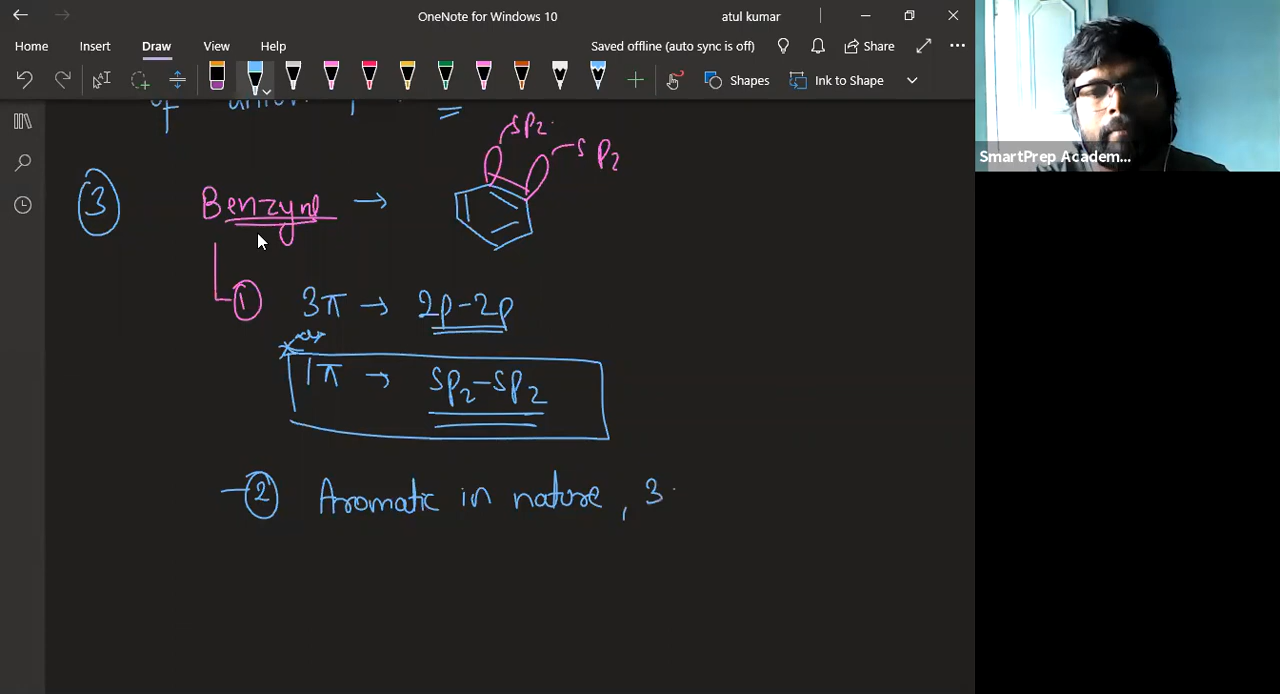 OneNote for Windows 10
atul kumar
Home Insert Draw View Help
Saved offline (auto sync is off)
Share
Shapes
Ink to Shape
SmartPrep Academ...
of
sp2
sp2
③ Benzyne →
① 3π → 2p-2p
1π → sp2-sp2
② Aromatic in nature, 3